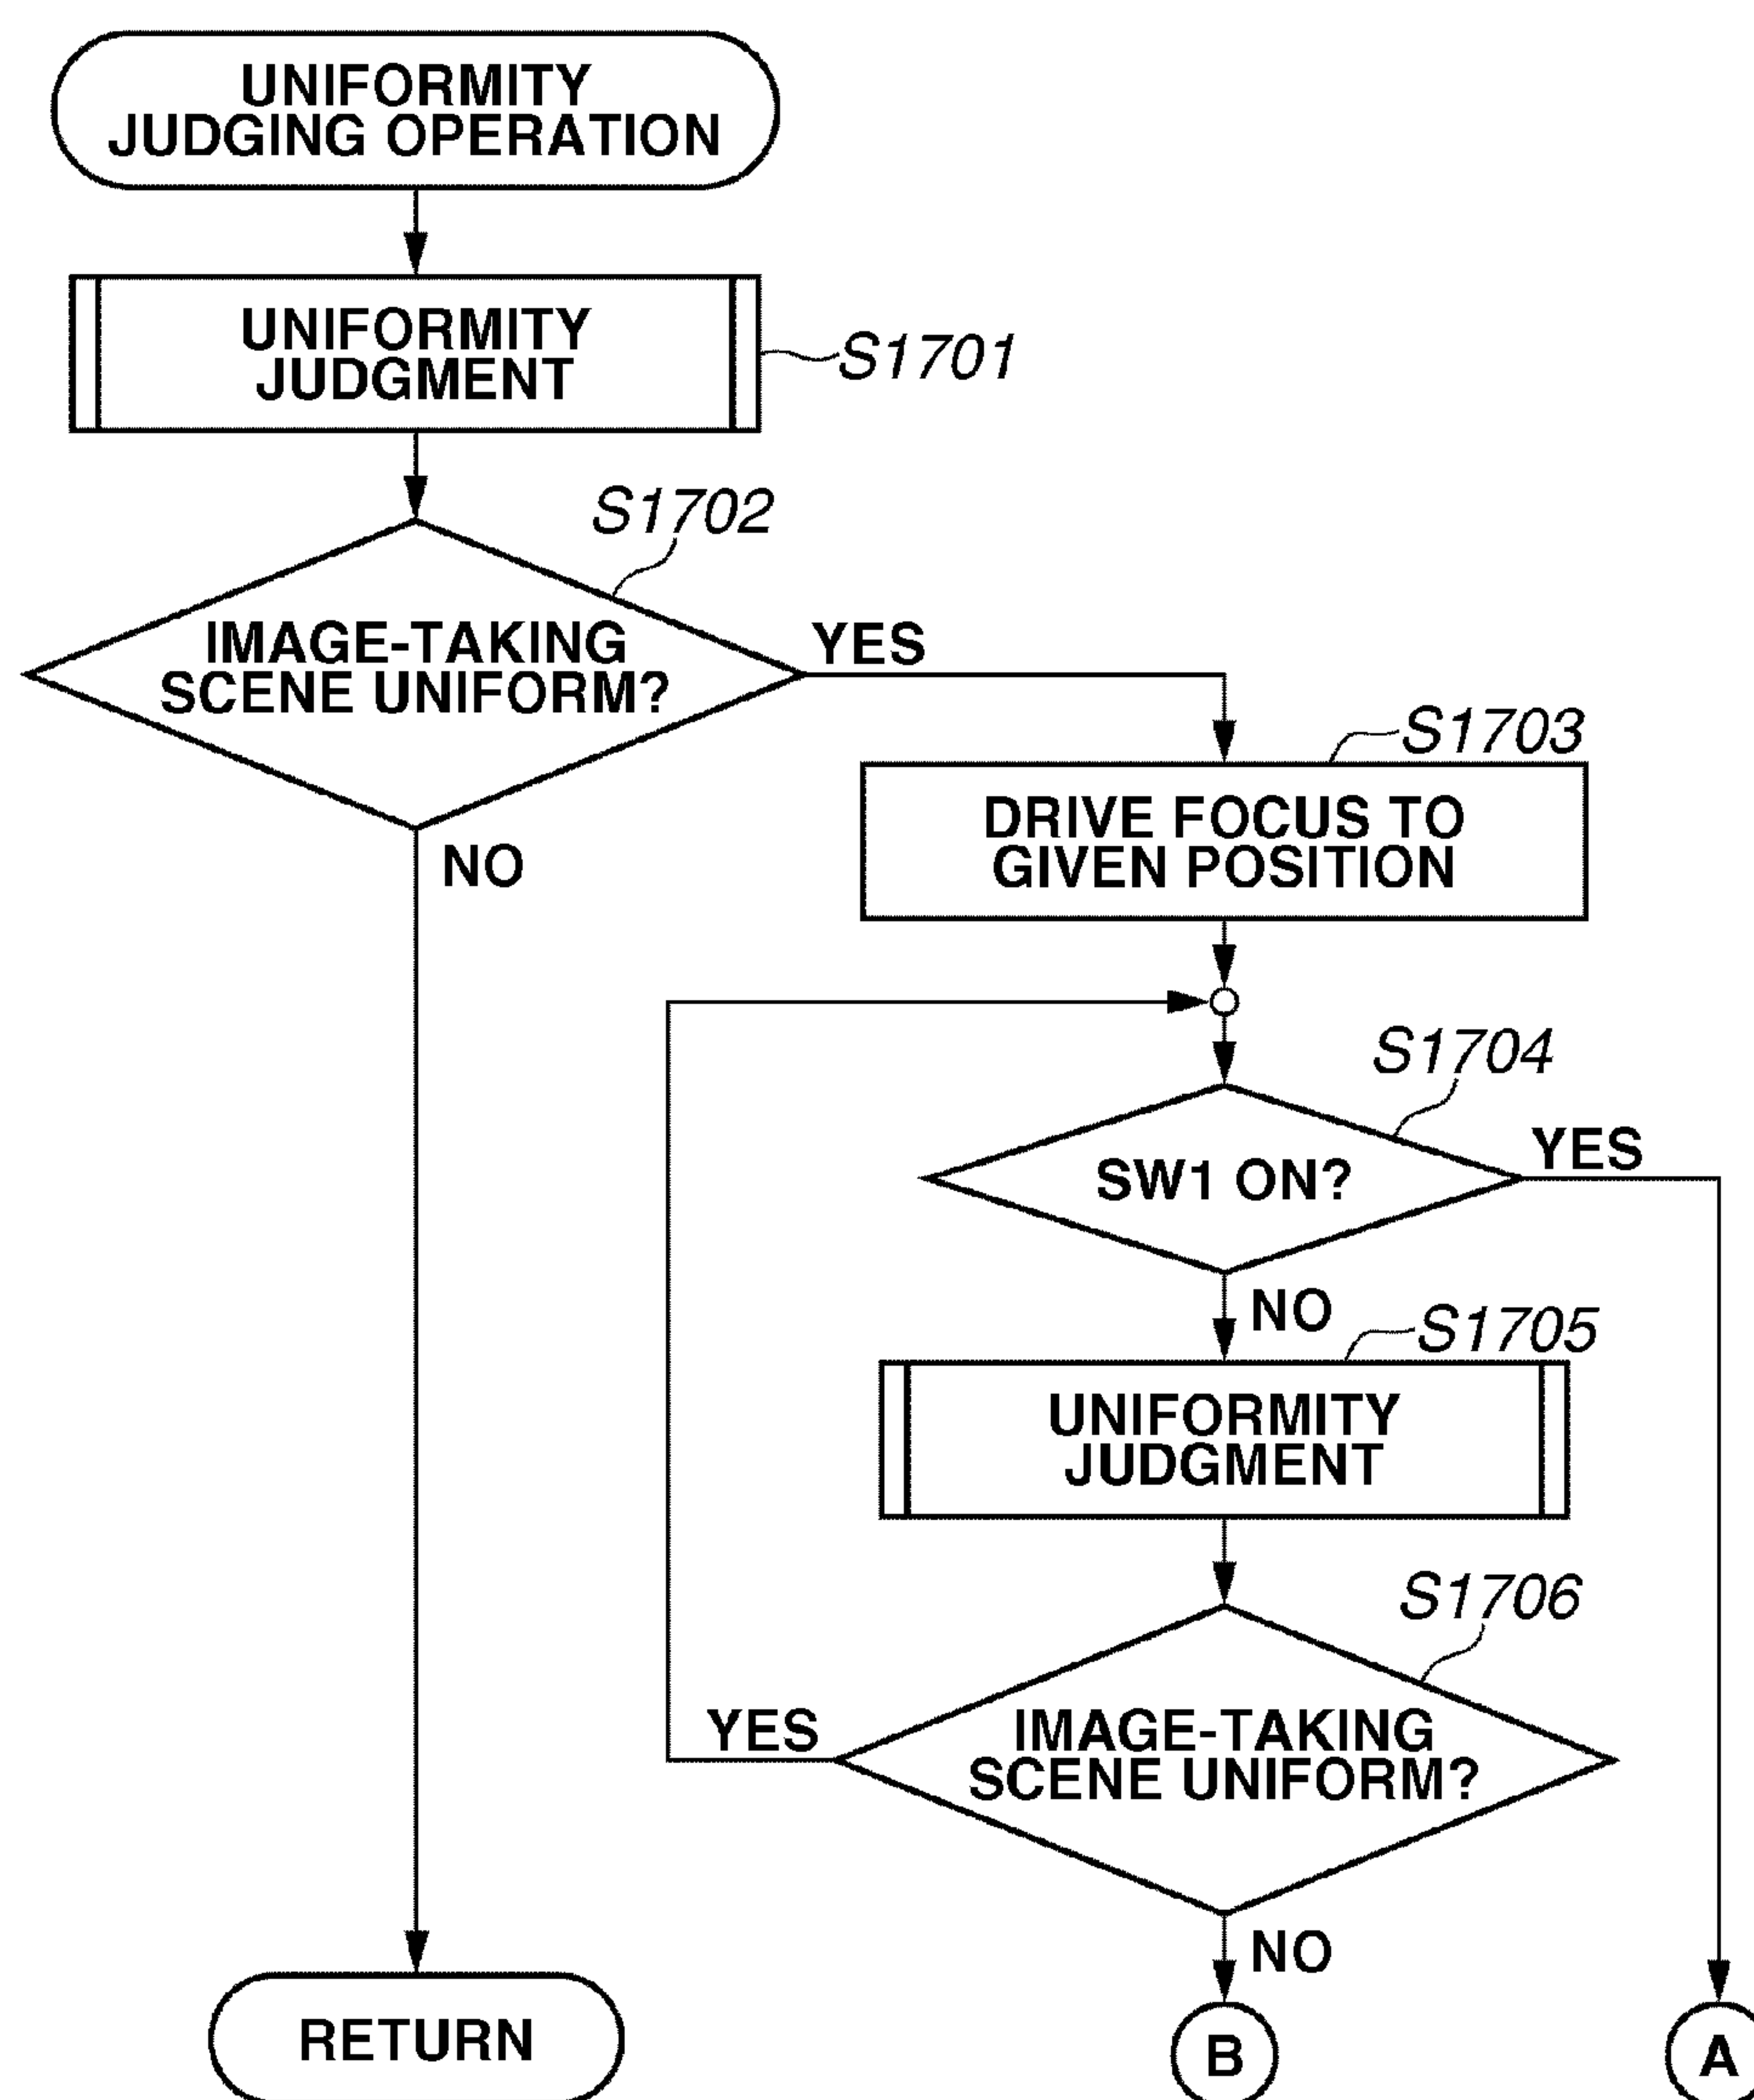 UNIFORMITY
JUDGING OPERATION
UNIFORMITY
JUDGMENT
S1701
S1702
IMAGE-TAKING
SCENE UNIFORM?
YES
NO
S1703
DRIVE FOCUS TO
GIVEN POSITION
S1704
SW1 ON?
YES
NO
S1705
UNIFORMITY
JUDGMENT
S1706
IMAGE-TAKING
SCENE UNIFORM?
YES
NO
RETURN
B
A